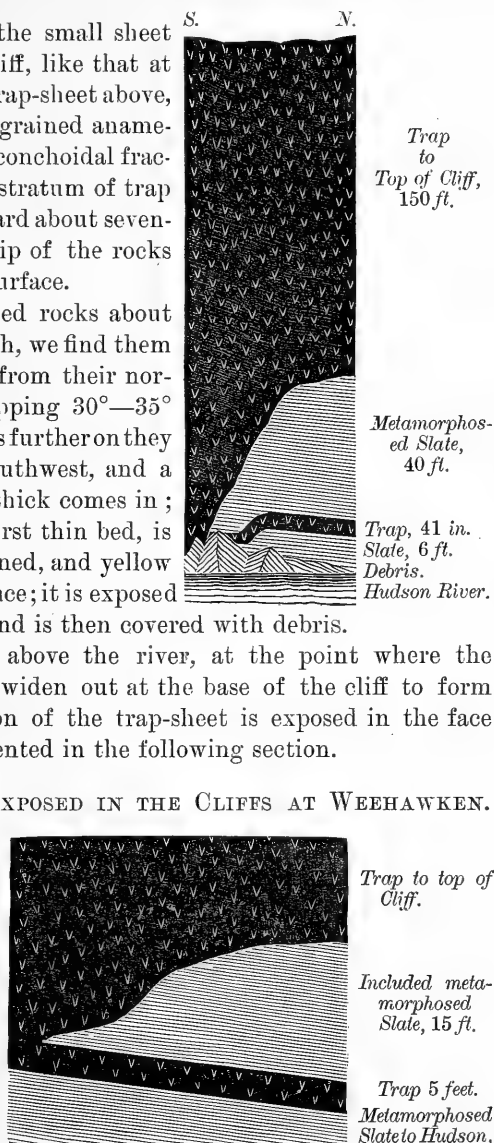 S. N.
the small sheet
iff, like that at
rap-sheet above,
grained aname-
conchoidal frac-
stratum of trap
ard about seven-
ip of the rocks
urface.
ed rocks about
h, we find them
from their nor-
pping 30°—35°
s further on they
uthwest, and a
hick comes in;
rst thin bed, is
ned, and yellow
ace; it is exposed
nd is then covered with debris.
above the river, at the point where the
widen out at the base of the cliff to form
on of the trap-sheet is exposed in the face
ented in the following section.
Trap
to
Top of Cliff,
150 ft.
Metamorphos-
ed Slate,
40 ft.
Trap, 41 in.
Slate, 6 ft.
Debris.
Hudson River.
XPOSED IN THE CLIFFS AT WEEHAWKEN.
Trap to top of
Cliff.
Included meta-
morphosed
Slate, 15 ft.
Trap 5 feet.
Metamorphosed
Slate to Hudson